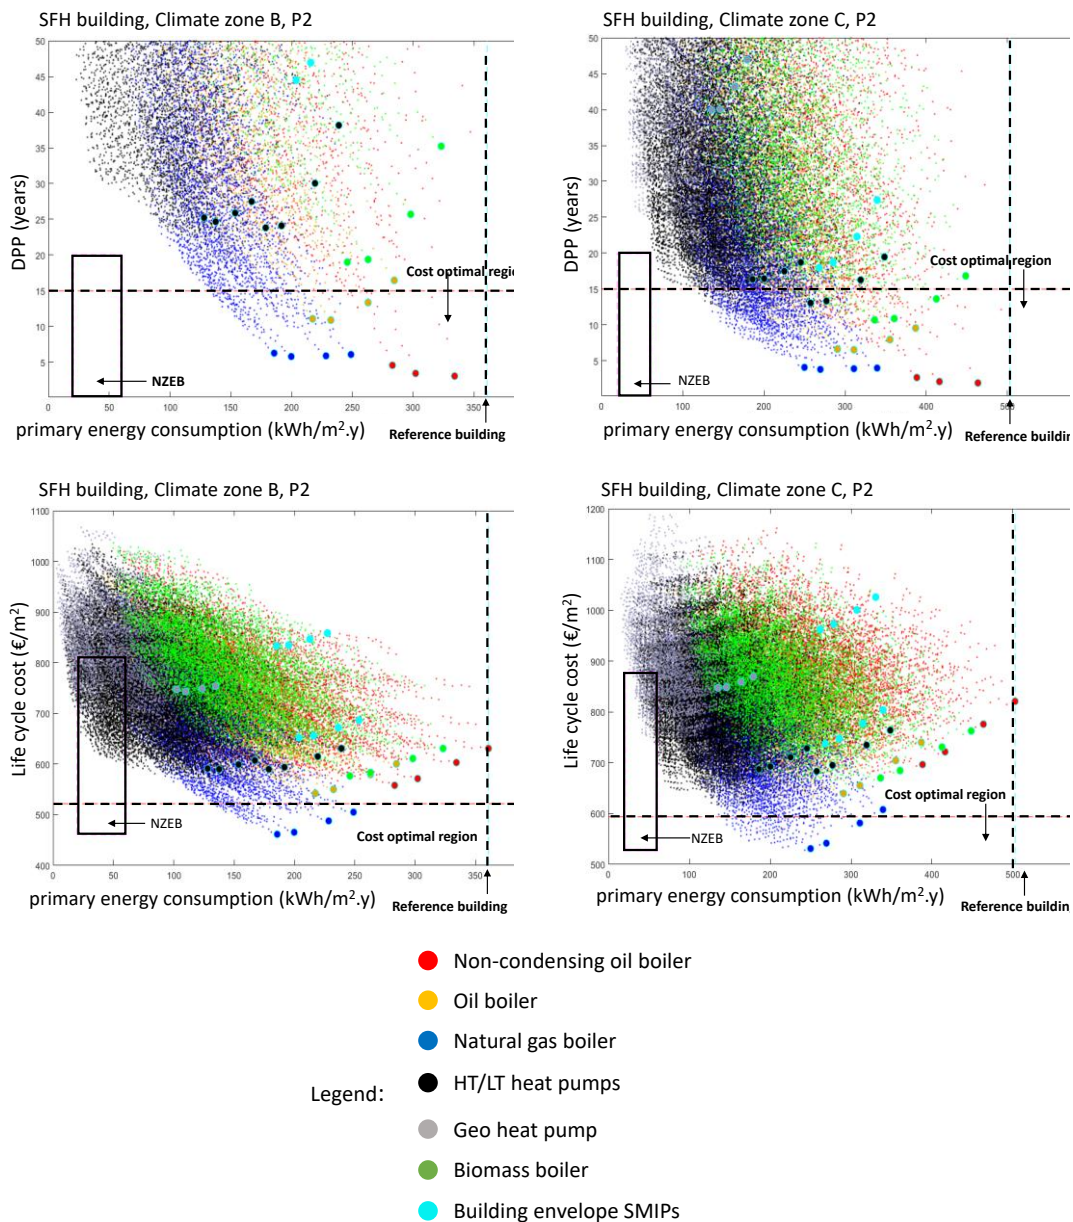 SFH building, Climate zone B, P2
50
45
40
35
30
25
20
15
10
5
DPP (years)
Cost optimal regio
NZEB
0
50
100
150
200
250
300
350
primary energy consumption (kWh/m².y)
Reference building
SFH building, Climate zone C, P2
50
45
40
35
30
25
20
15
10
5
0
DPP (years)
Cost optimal region
NZEB
0
100
200
300
400
primary energy consumption (kWh/m².y)
Reference buildin
SFH building, Climate zone B, P2
1100
1000
900
800
700
600
500
400
Life cycle cost (€/m²)
NZEB
Cost optimal region
0
50
100
150
200
250
300
350
primary energy consumption (kWh/m².y)
Reference building
SFH building, Climate zone C, P2
1200
1100
1000
900
800
700
600
500
Life cycle cost (€/m²)
Cost optimal region
NZEB
0
100
200
300
400
500
primary energy consumption (kWh/m².y)
Reference building
Legend:
Non-condensing oil boiler
Oil boiler
Natural gas boiler
HT/LT heat pumps
Geo heat pump
Biomass boiler
Building envelope SMIPs